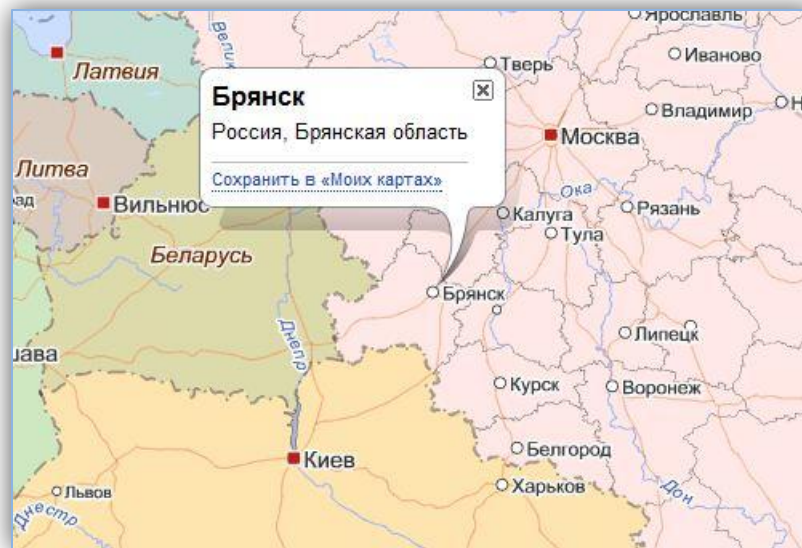 Ярославль
Иваново
Тверь
Латвия
Брянск
Россия, Брянская область
Сохранить в «Моих картах»
Владимир
Москва
Литва
Вильнюс
Ока
Калуга
Рязань
Тула
Беларусь
Брянск
Днепр
Липецк
Курск
Воронеж
Белгород
Киев
Харьков
Дон
Львов
Днестр